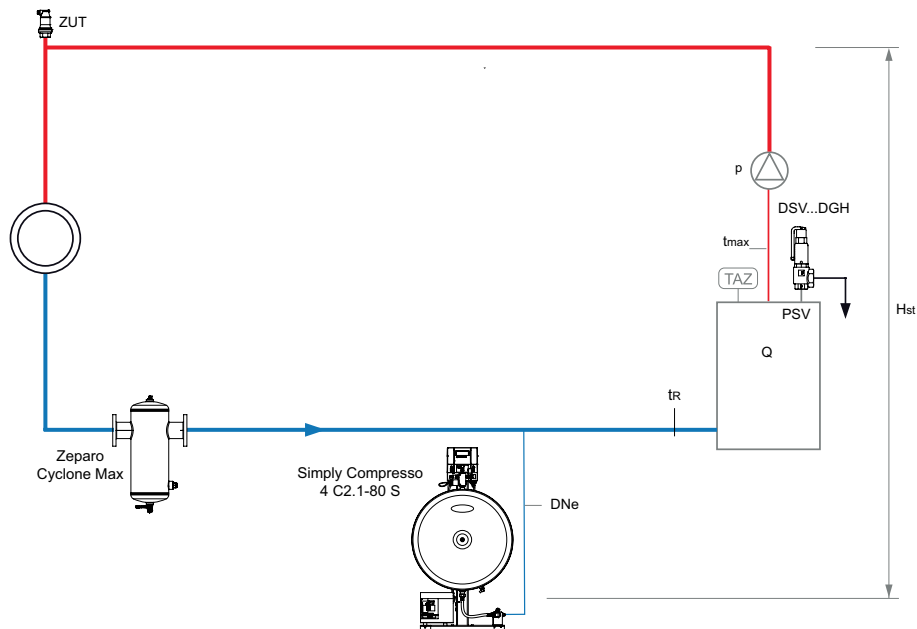 ZUT
p
DSV...DGH
tmax
TAZ
PSV
Hst
Q
tR
Zeparo
Cyclone Max
Simply Compresso
4 C2.1-80 S
DNe